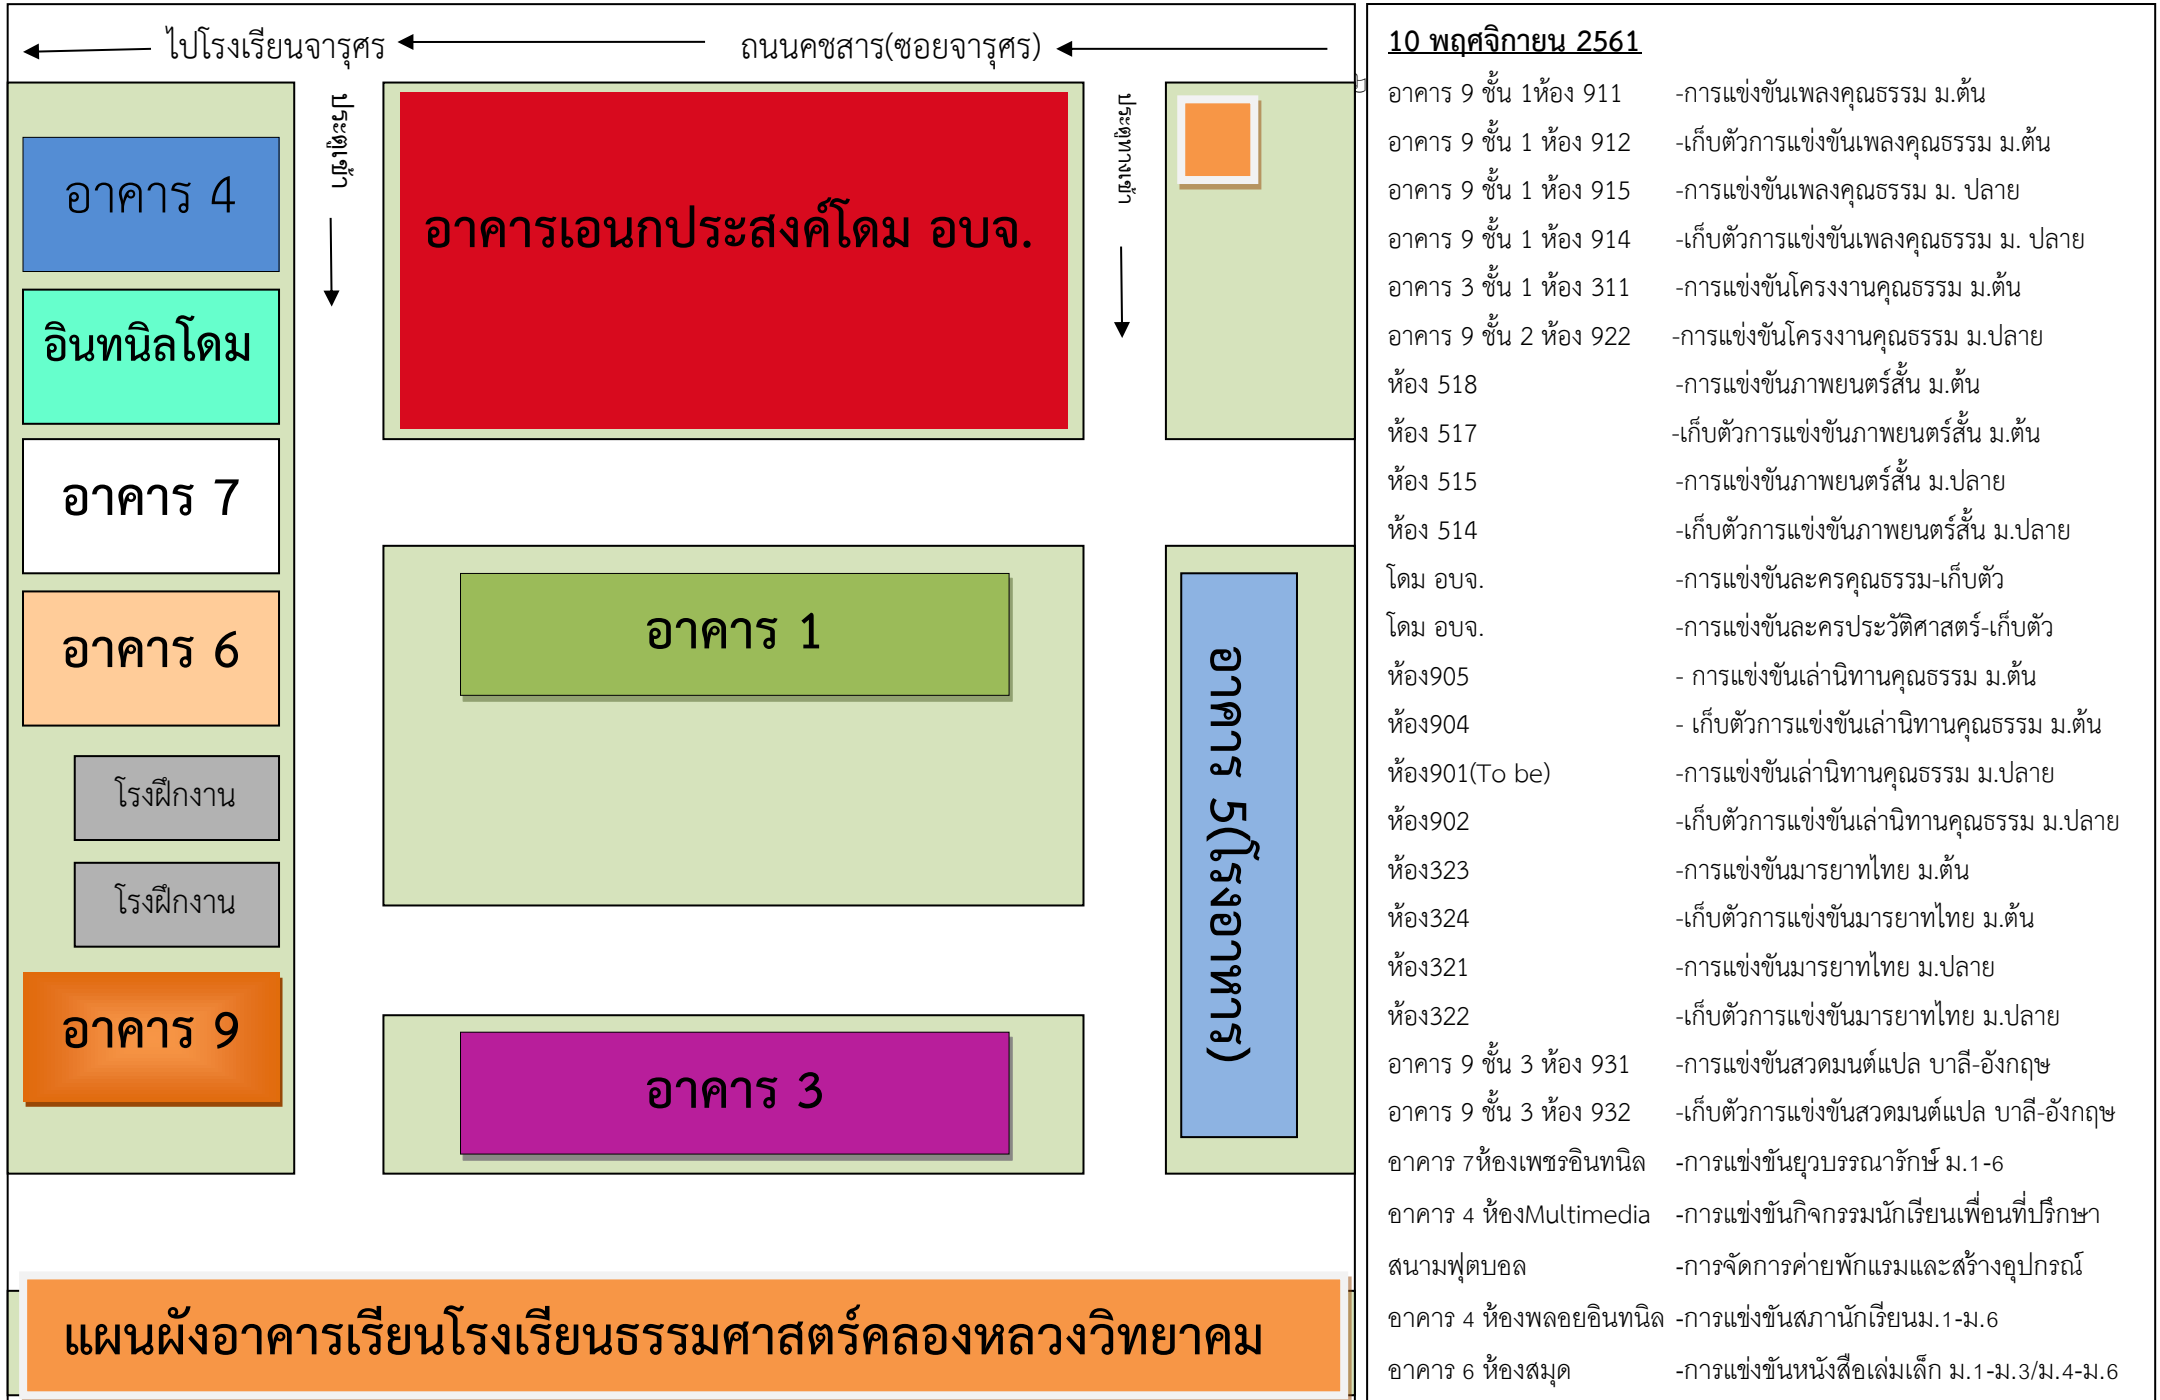 ไปโรงเรียนจารุศร
ถนนคชสาร(ซอยจารุศร)
ประตูเข้า
ประตูทางเข้า
อาคาร 4
อินทนิลโดม
อาคาร 7
อาคาร 6
โรงฝึกงาน
โรงฝึกงาน
อาคาร 9
อาคารเอนกประสงค์โดม อบจ.
อาคาร 1
อาคาร 3
อาคาร 5(โรงอาหาร)
แผนผังอาคารเรียนโรงเรียนธรรมศาสตร์คลองหลวงวิทยาคม
10 พฤศจิกายน 2561
อาคาร 9 ชั้น 1ห้อง 911 -การแข่งขันเพลงคุณธรรม ม.ต้น
อาคาร 9 ชั้น 1 ห้อง 912 -เก็บตัวการแข่งขันเพลงคุณธรรม ม.ต้น
อาคาร 9 ชั้น 1 ห้อง 915 -การแข่งขันเพลงคุณธรรม ม. ปลาย
อาคาร 9 ชั้น 1 ห้อง 914 -เก็บตัวการแข่งขันเพลงคุณธรรม ม. ปลาย
อาคาร 3 ชั้น 1 ห้อง 311 -การแข่งขันโครงงานคุณธรรม ม.ต้น
อาคาร 9 ชั้น 2 ห้อง 922 -การแข่งขันโครงงานคุณธรรม ม.ปลาย
ห้อง 518 -การแข่งขันภาพยนตร์สั้น ม.ต้น
ห้อง 517 -เก็บตัวการแข่งขันภาพยนตร์สั้น ม.ต้น
ห้อง 515 -การแข่งขันภาพยนตร์สั้น ม.ปลาย
ห้อง 514 -เก็บตัวการแข่งขันภาพยนตร์สั้น ม.ปลาย
โดม อบจ. -การแข่งขันละครคุณธรรม-เก็บตัว
โดม อบจ. -การแข่งขันละครประวัติศาสตร์-เก็บตัว
ห้อง905 - การแข่งขันเล่านิทานคุณธรรม ม.ต้น
ห้อง904 - เก็บตัวการแข่งขันเล่านิทานคุณธรรม ม.ต้น
ห้อง901(To be) -การแข่งขันเล่านิทานคุณธรรม ม.ปลาย
ห้อง902 -เก็บตัวการแข่งขันเล่านิทานคุณธรรม ม.ปลาย
ห้อง323 -การแข่งขันมารยาทไทย ม.ต้น
ห้อง324 -เก็บตัวการแข่งขันมารยาทไทย ม.ต้น
ห้อง321 -การแข่งขันมารยาทไทย ม.ปลาย
ห้อง322 -เก็บตัวการแข่งขันมารยาทไทย ม.ปลาย
อาคาร 9 ชั้น 3 ห้อง 931 -การแข่งขันสวดมนต์แปล บาลี-อังกฤษ
อาคาร 9 ชั้น 3 ห้อง 932 -เก็บตัวการแข่งขันสวดมนต์แปล บาลี-อังกฤษ
อาคาร 7ห้องเพชรอินทนิล -การแข่งขันยุวบรรณารักษ์ ม.1-6
อาคาร 4 ห้องMultimedia -การแข่งขันกิจกรรมนักเรียนเพื่อนที่ปรึกษา
สนามฟุตบอล -การจัดการค่ายพักแรมและสร้างอุปกรณ์
อาคาร 4 ห้องพลอยอินทนิล -การแข่งขันสภานักเรียนม.1-ม.6
อาคาร 6 ห้องสมุด -การแข่งขันหนังสือเล่มเล็ก ม.1-ม.3/ม.4-ม.6